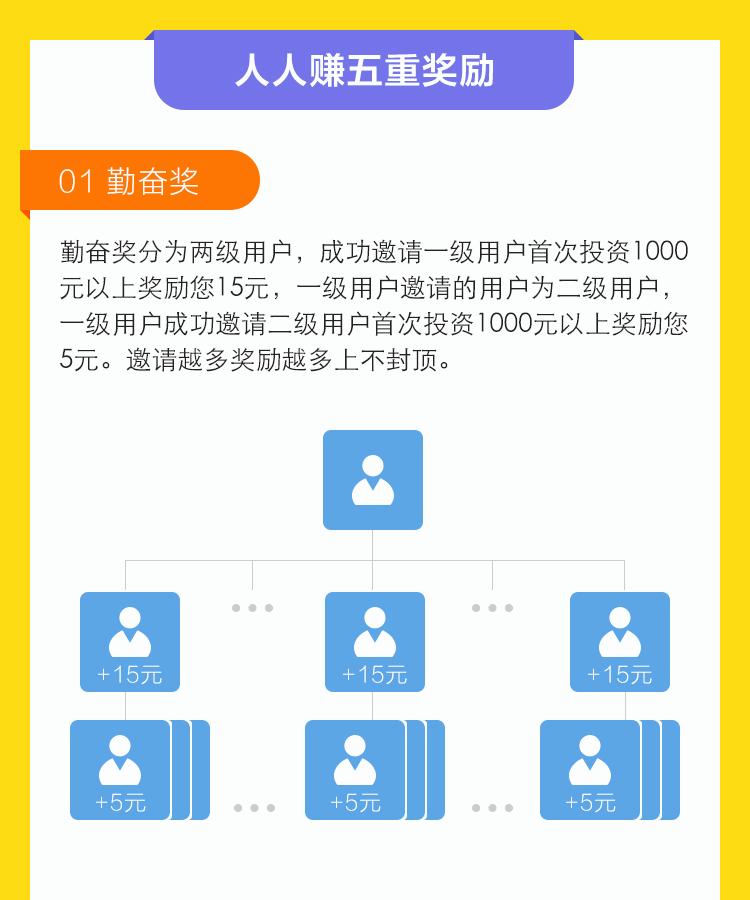 人人赚五重奖励
01 勤奋奖
勤奋奖分为两级用户，成功邀请一级用户首次投资1000
元以上奖励您15元，一级用户邀请的用户为二级用户，
一级用户成功邀请二级用户首次投资1000元以上奖励您
5元。邀请越多奖励越多上不封顶。
+15元
+15元
+15元
+5元
+5元
+5元